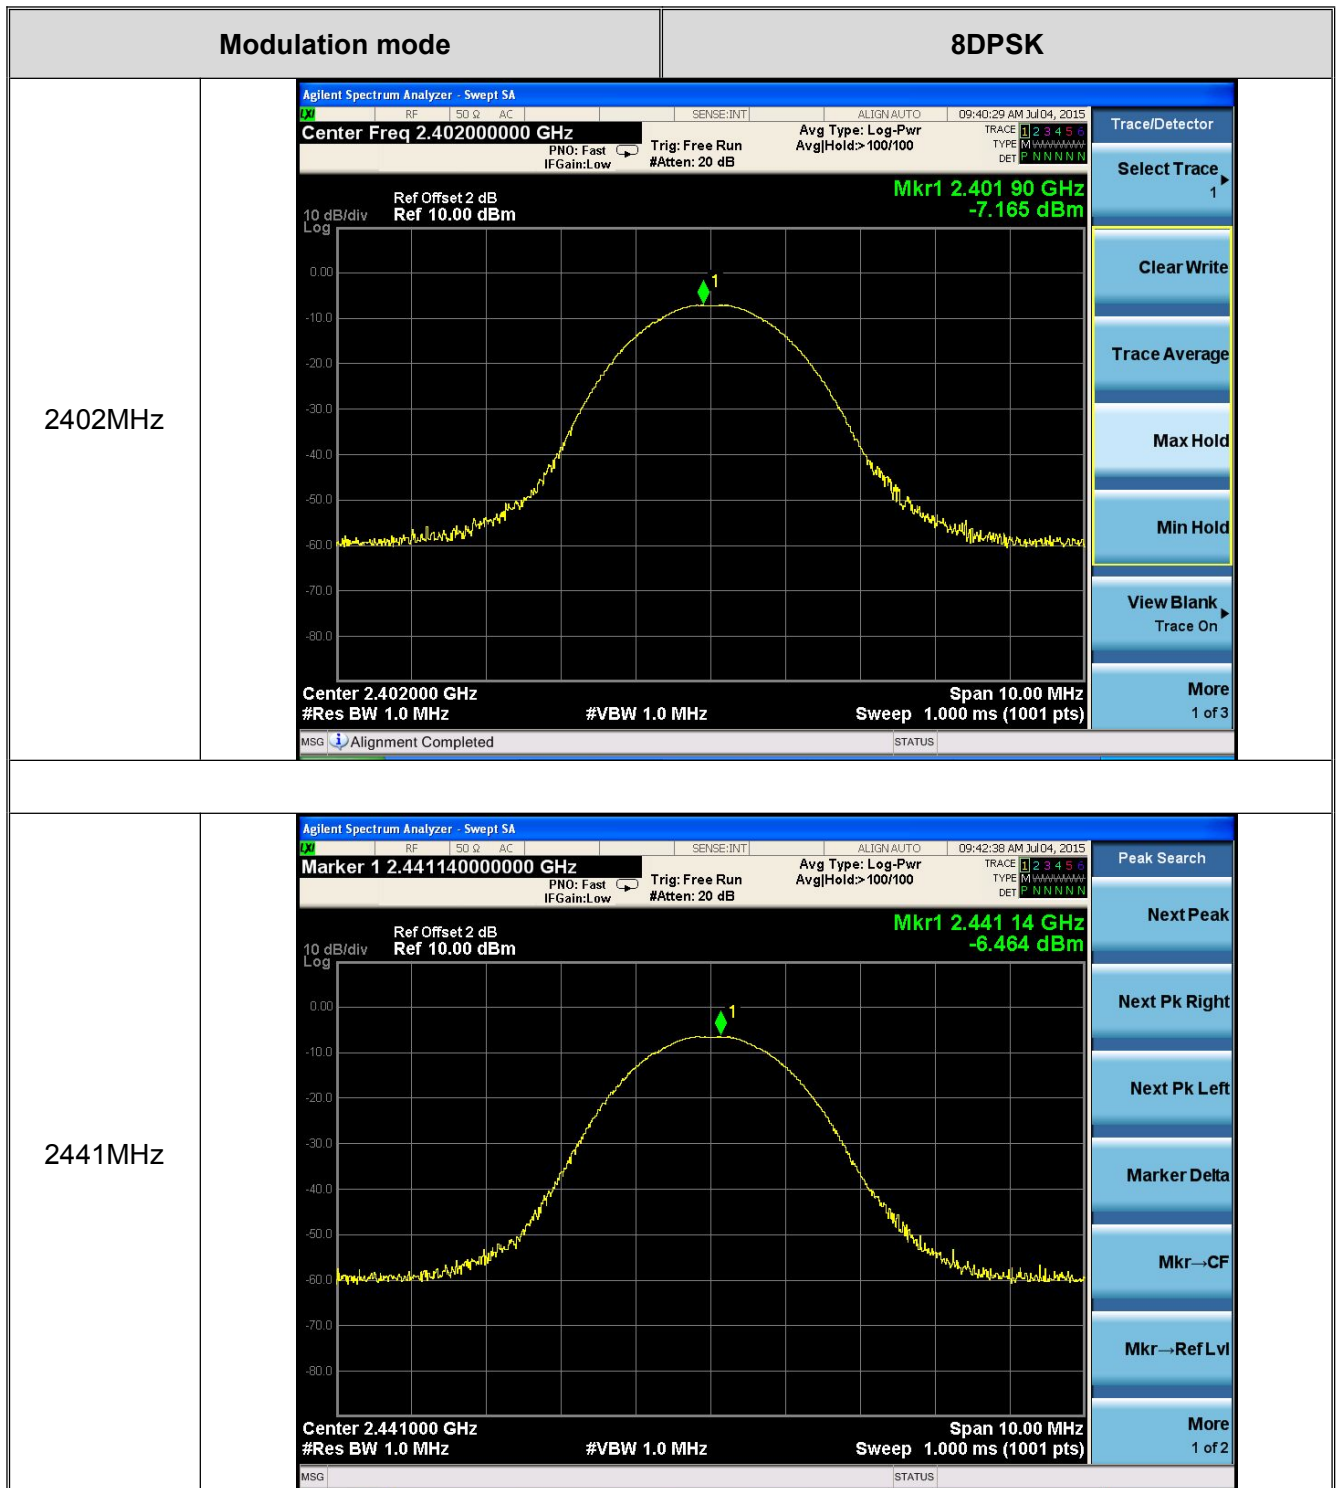 Modulation mode
8DPSK
2402MHz
Agilent Spectrum Analyzer - Swept SA
LXI RF 50 Ω AC SENSE:INT ALIGN AUTO 09:40:29 AM Jul 04, 2015
Center Freq 2.402000000 GHz
PNO: Fast
IFGain:Low
Trig: Free Run
#Atten: 20 dB
Avg Type: Log-Pwr
Avg|Hold:>100/100
TRACE 1 2 3 4 5 6
TYPE M WWWWW
DET P N N N N N
Mkr1 2.401 90 GHz
-7.165 dBm
Ref Offset 2 dB
10 dB/div Ref 10.00 dBm
Log
1
0.00
-10.0
-20.0
-30.0
-40.0
-50.0
-60.0
-70.0
-80.0
Center 2.402000 GHz Span 10.00 MHz
#Res BW 1.0 MHz #VBW 1.0 MHz Sweep 1.000 ms (1001 pts)
MSG Alignment Completed STATUS
Trace/Detector
Select Trace
1
Clear Write
Trace Average
Max Hold
Min Hold
View Blank
Trace On
More
1 of 3
2441MHz
Agilent Spectrum Analyzer - Swept SA
LXI RF 50 Ω AC SENSE:INT ALIGN AUTO 09:42:38 AM Jul 04, 2015
Marker 1 2.441140000000 GHz
PNO: Fast
IFGain:Low
Trig: Free Run
#Atten: 20 dB
Avg Type: Log-Pwr
Avg|Hold:>100/100
TRACE 1 2 3 4 5 6
TYPE M WWWWW
DET P N N N N N
Mkr1 2.441 14 GHz
-6.464 dBm
Ref Offset 2 dB
10 dB/div Ref 10.00 dBm
Log
1
0.00
-10.0
-20.0
-30.0
-40.0
-50.0
-60.0
-70.0
-80.0
Center 2.441000 GHz Span 10.00 MHz
#Res BW 1.0 MHz #VBW 1.0 MHz Sweep 1.000 ms (1001 pts)
MSG STATUS
Peak Search
Next Peak
Next Pk Right
Next Pk Left
Marker Delta
Mkr→CF
Mkr→Ref Lvl
More
1 of 2